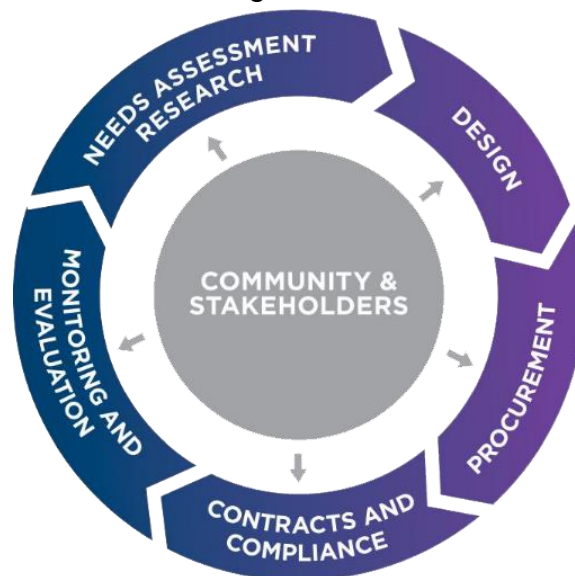 NEEDS ASSESSMENT
RESEARCH
DESIGN
PROCUREMENT
CONTRACTS AND
COMPLIANCE
MONITORING AND
EVALUATION
COMMUNITY &
STAKEHOLDERS